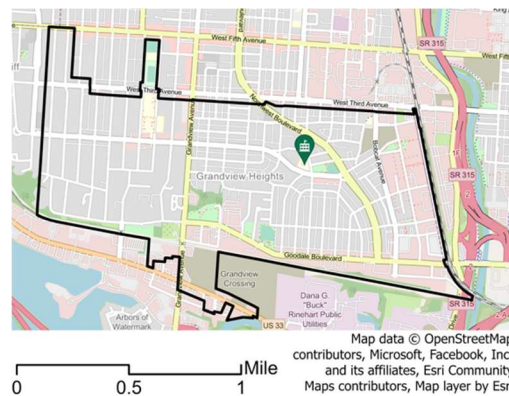 West Fifth Avenue
SR 315
West Third Avenue
West Third Avenue
Northwest Boulevard
Grandview Avenue
Bobcat Avenue
SR 315
Grandview Heights
Goodale Boulevard
Grandview
Crossing
Dana G.
"Buck"
Rinehart Public
Utilities
SR 315
Drive
Arbors of
Watermark
US 33
Mile
0 0.5 1
Map data © OpenStreetMap
contributors, Microsoft, Facebook, Inc
and its affiliates, Esri Community
Maps contributors, Map layer by Esri